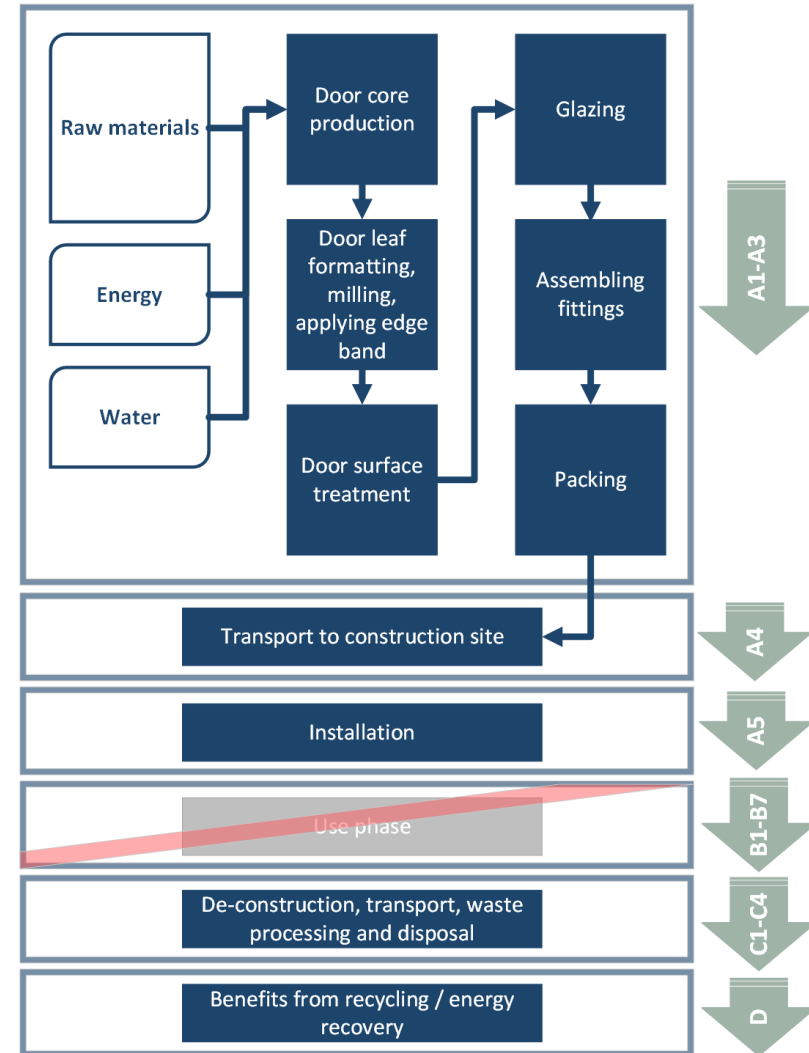 Raw materials
Energy
Water
Door core
production
Door leaf
formatting,
milling,
applying edge
band
Door surface
treatment
Glazing
Assembling
fittings
Packing
A1-A3
Transport to construction site
A4
Installation
A5
Use phase
B1-B7
De-construction, transport, waste
processing and disposal
C1-C4
Benefits from recycling / energy
recovery
D